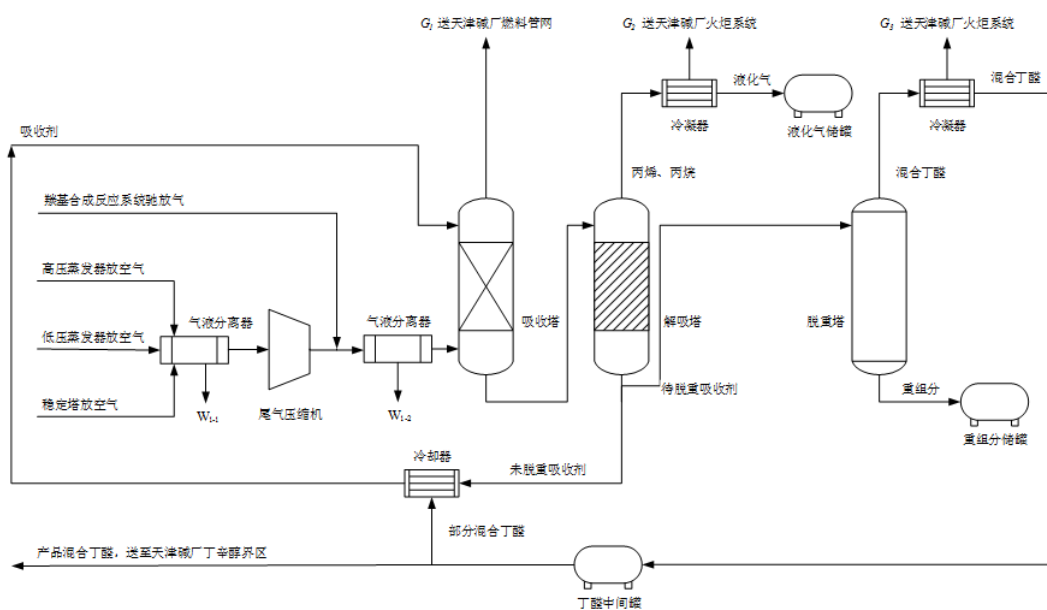 G₁ 送天津碱厂燃料管网
G₂ 送天津碱厂火炬系统
G₃ 送天津碱厂火炬系统
混合丁醛
液化气
冷凝器
液化气储罐
冷凝器
吸收剂
丙烯、丙烷
混合丁醛
羰基合成反应系统驰放气
高压蒸发器放空气
气液分离器
气液分离器
吸收塔
解吸塔
脱重塔
低压蒸发器放空气
稳定塔放空气
W₁₋₁
尾气压缩机
W₁₋₂
待脱重吸收剂
重组分
重组分储罐
冷却器
未脱重吸收剂
部分混合丁醛
产品混合丁醛，送至天津碱厂丁辛醇界区
丁醛中间罐